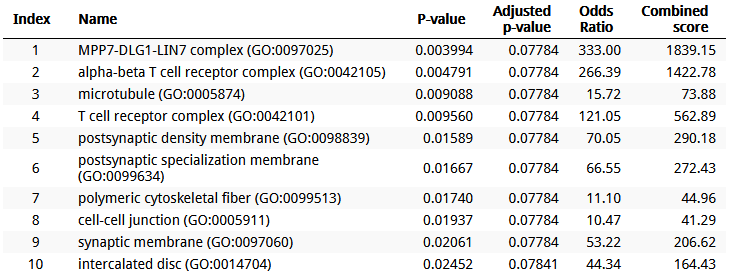 Index Name P-value Adjusted p-value Odds Ratio Combined score
1 MPP7-DLG1-LIN7 complex (GO:0097025) 0.003994 0.07784 333.00 1839.15
2 alpha-beta T cell receptor complex (GO:0042105) 0.004791 0.07784 266.39 1422.78
3 microtubule (GO:0005874) 0.009088 0.07784 15.72 73.88
4 T cell receptor complex (GO:0042101) 0.009560 0.07784 121.05 562.89
5 postsynaptic density membrane (GO:0098839) 0.01589 0.07784 70.05 290.18
6 postsynaptic specialization membrane (GO:0099634) 0.01667 0.07784 66.55 272.43
7 polymeric cytoskeletal fiber (GO:0099513) 0.01740 0.07784 11.10 44.96
8 cell-cell junction (GO:0005911) 0.01937 0.07784 10.47 41.29
9 synaptic membrane (GO:0097060) 0.02061 0.07784 53.22 206.62
10 intercalated disc (GO:0014704) 0.02452 0.07841 44.34 164.43